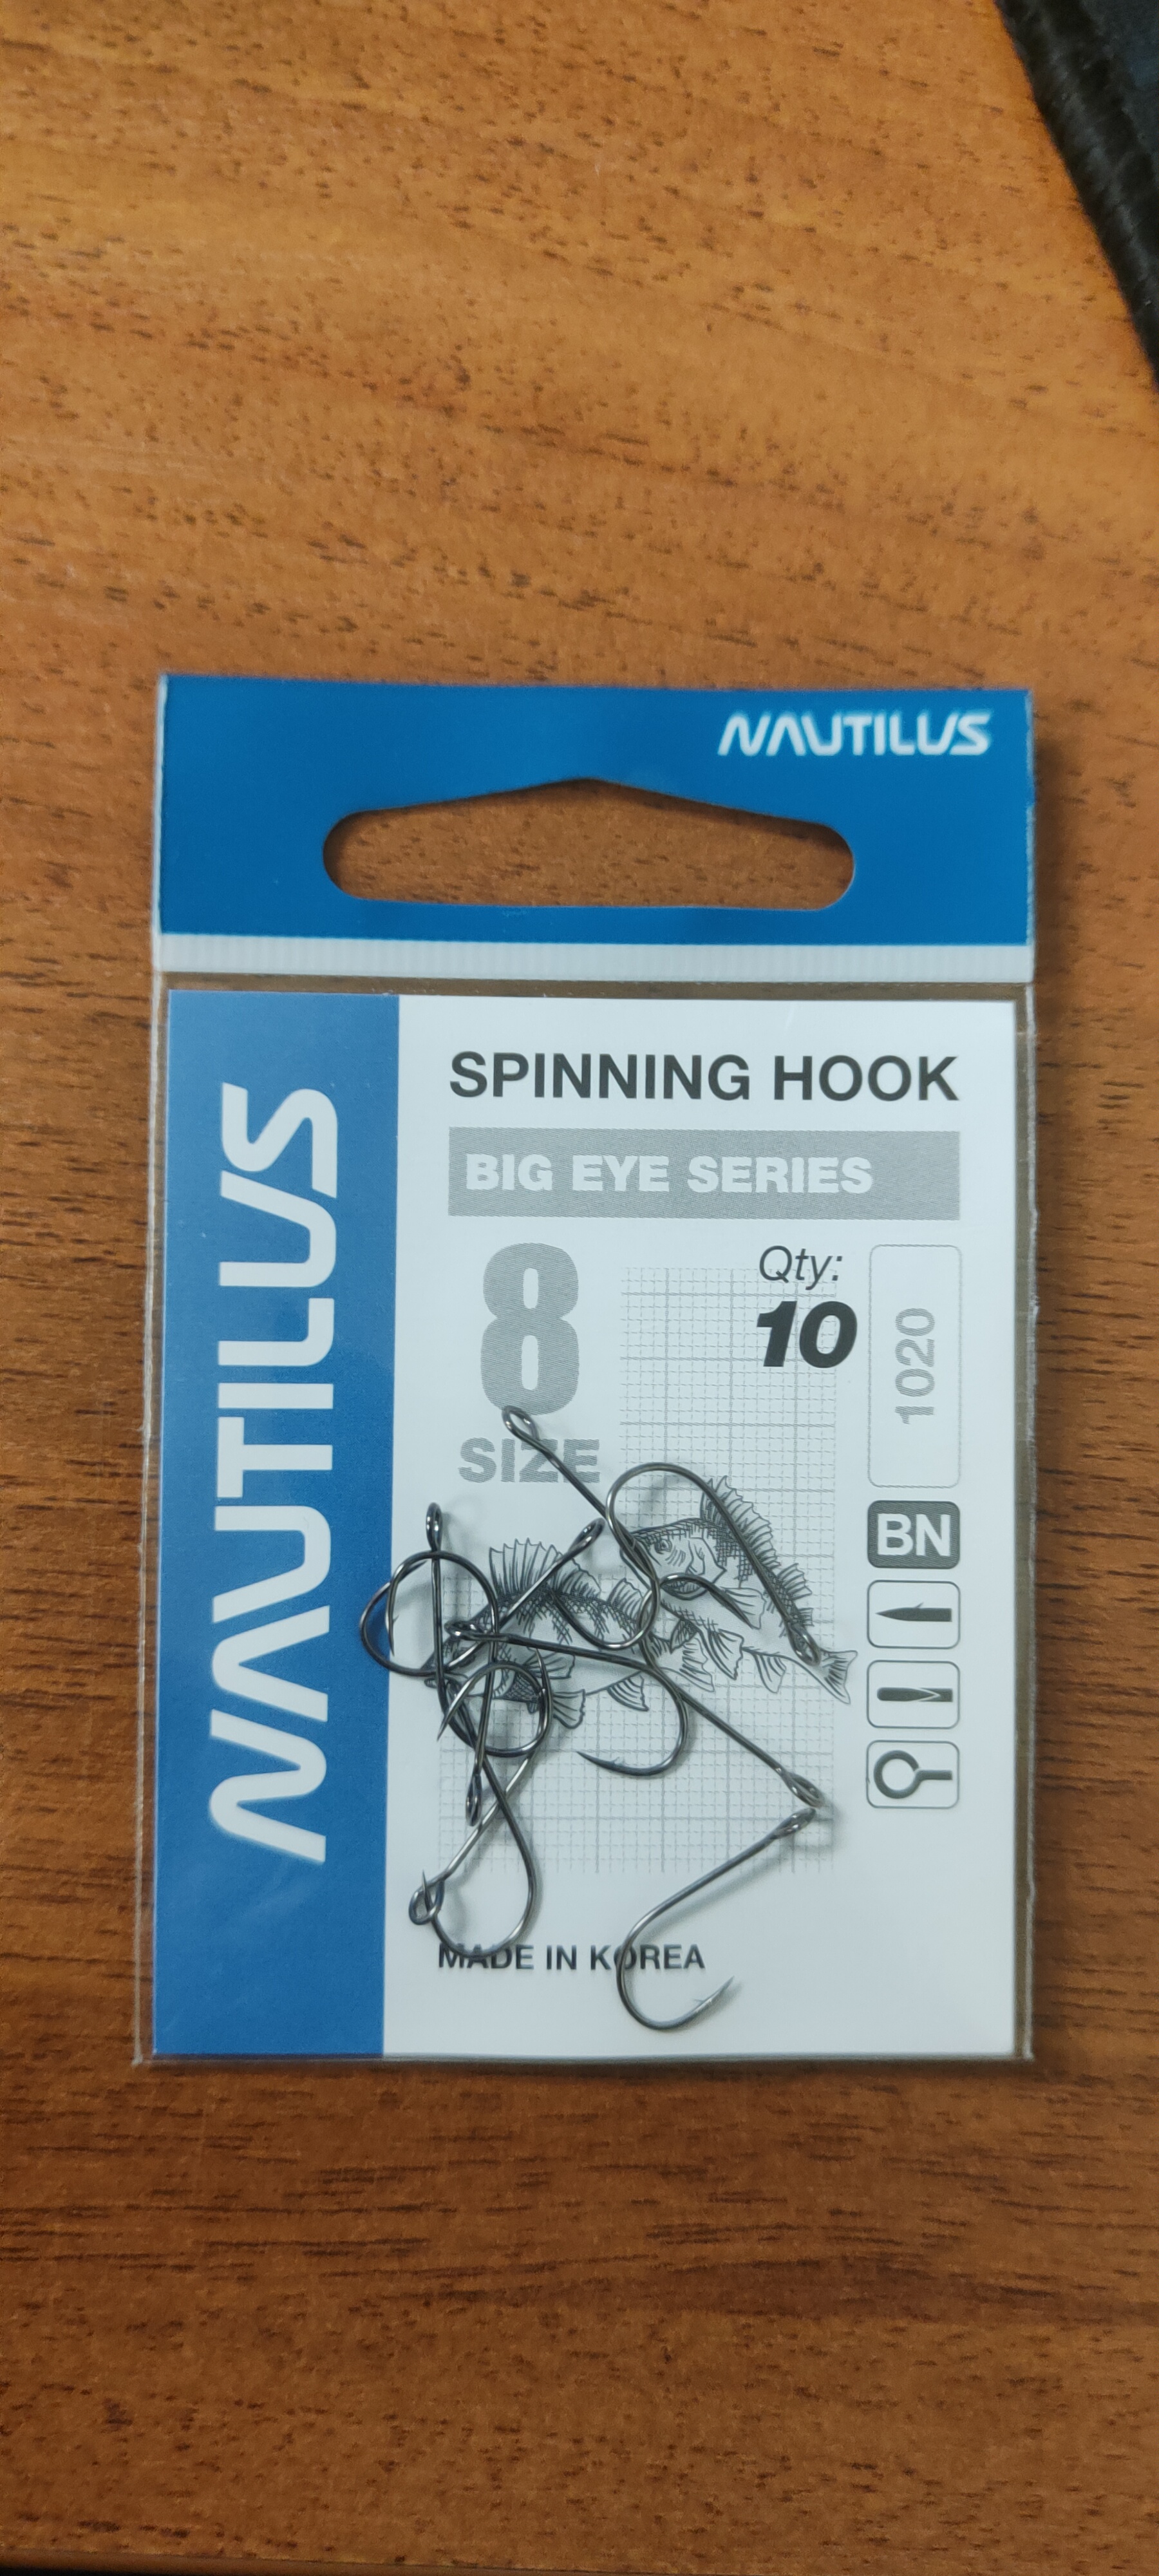 NAUTILUS
NAUTILUS
SPINNING HOOK
BIG EYE SERIES
8
SIZE
Qty:
10
1020
BN
MADE IN KOREA